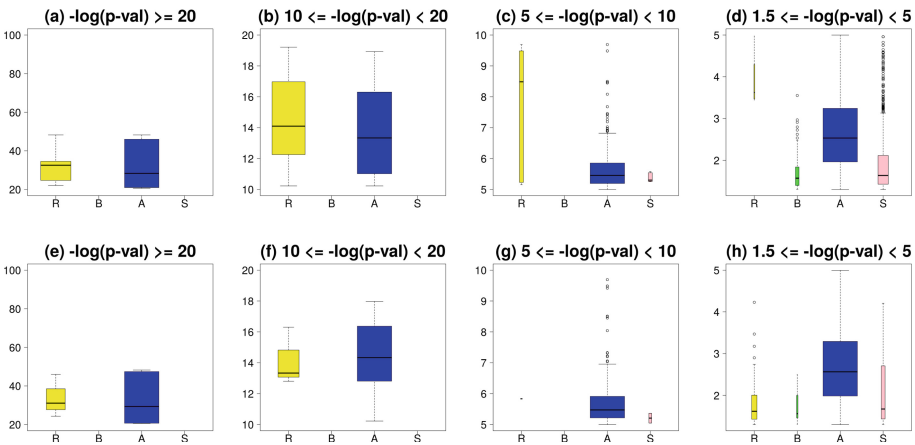 (a) -log(p-val) >= 20
100
80
60
40
20
R B A S
(b) 10 <= -log(p-val) < 20
20
18
16
14
12
10
R B A S
(c) 5 <= -log(p-val) < 10
10
9
8
7
6
5
R B A S
(d) 1.5 <= -log(p-val) < 5
5
4
3
2
R B A S
(e) -log(p-val) >= 20
100
80
60
40
20
R B A S
(f) 10 <= -log(p-val) < 20
20
18
16
14
12
10
R B A S
(g) 5 <= -log(p-val) < 10
10
9
8
7
6
5
R B A S
(h) 1.5 <= -log(p-val) < 5
5
4
3
2
R B A S